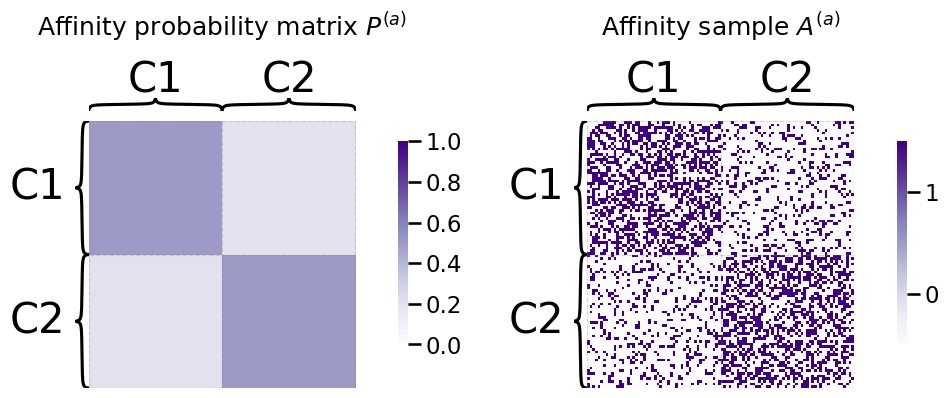 Affinity probability matrix P^(a)
C1 C2
C1
C2
1.0
0.8
0.6
0.4
0.2
0.0
Affinity sample A^(a)
C1 C2
C1
C2
1
0